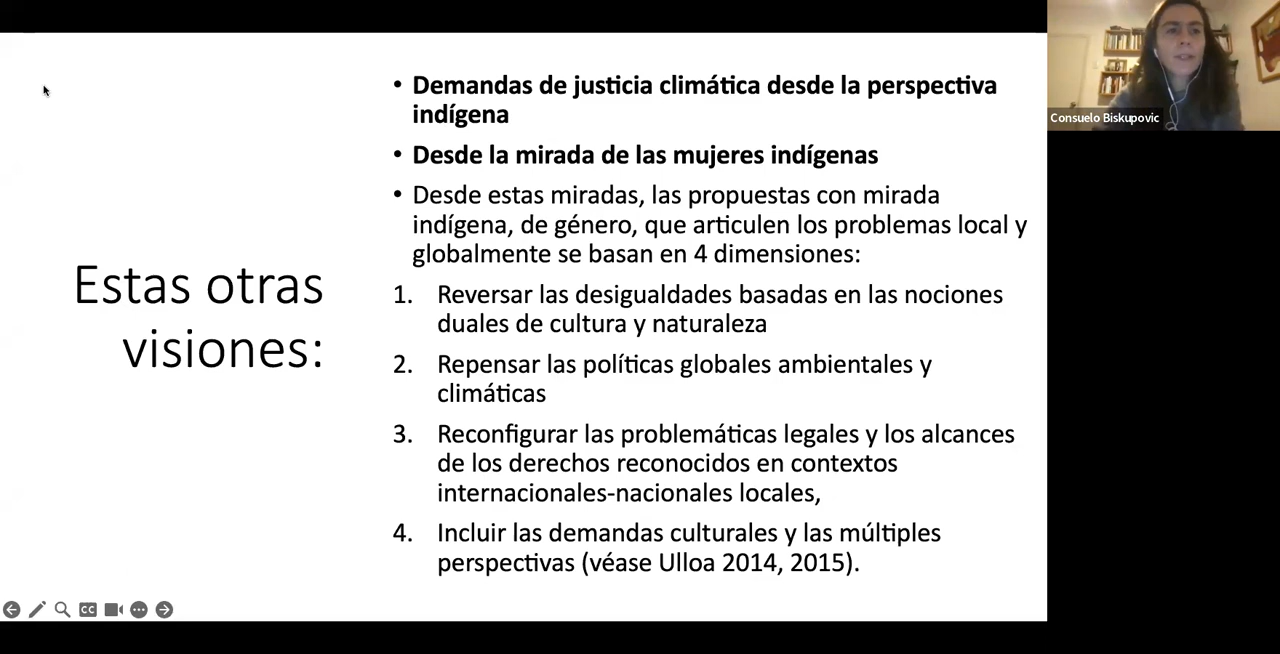 Estas otras
visiones:
• Demandas de justicia climática desde la perspectiva
indígena
• Desde la mirada de las mujeres indígenas
• Desde estas miradas, las propuestas con mirada
indígena, de género, que articulen los problemas local y
globalmente se basan en 4 dimensiones:
1. Reversar las desigualdades basadas en las nociones
duales de cultura y naturaleza
2. Repensar las políticas globales ambientales y
climáticas
3. Reconfigurar las problemáticas legales y los alcances
de los derechos reconocidos en contextos
internacionales-nacionales locales,
4. Incluir las demandas culturales y las múltiples
perspectivas (véase Ulloa 2014, 2015).
CC
Consuelo Biskupovic